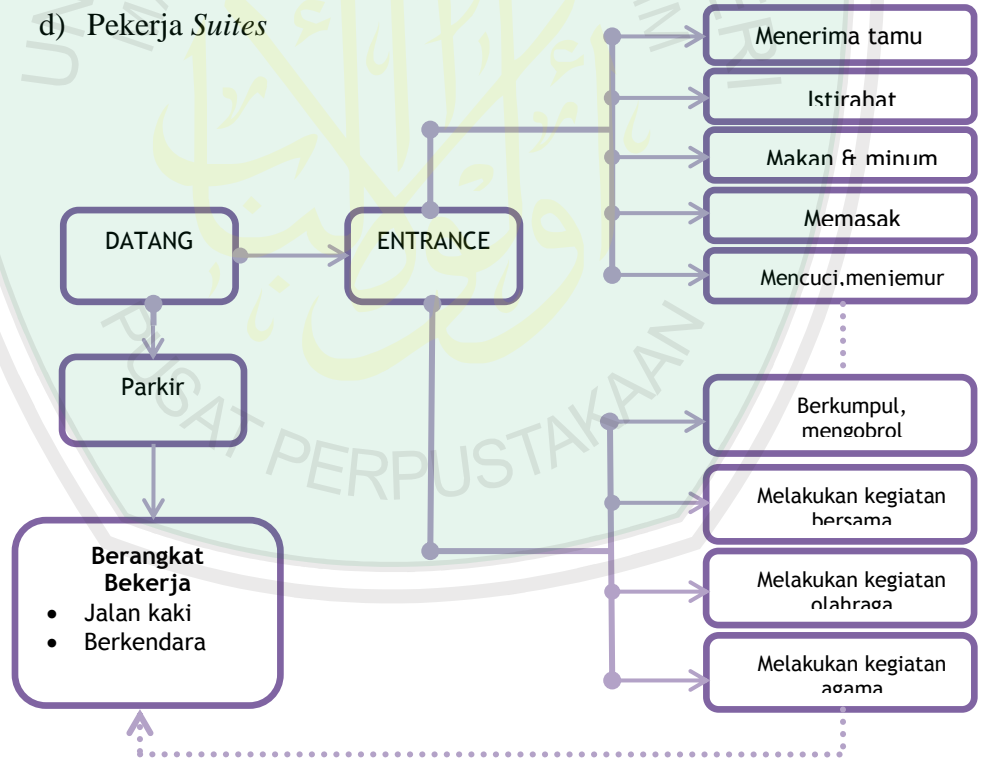 d) Pekerja Suites
Menerima tamu
Istirahat
Makan & minum
Memasak
Mencuci,menjemur
DATANG
ENTRANCE
Parkir
Berkumpul,
mengobrol
Melakukan kegiatan
bersama
Melakukan kegiatan
olahraga
Melakukan kegiatan
agama
Berangkat
Bekerja
• Jalan kaki
• Berkendara
PUSAT PERPUSTAKAAN